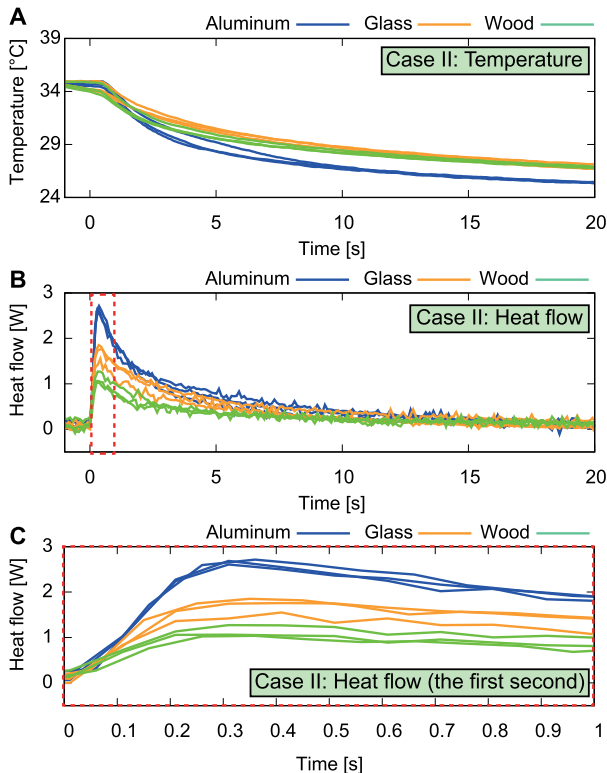 A
Aluminum Glass Wood
Case II: Temperature
Temperature [°C]
39
34
29
24
0 5 10 15 20
Time [s]
B
Aluminum Glass Wood
Case II: Heat flow
Heat flow [W]
3
2
1
0
0 5 10 15 20
Time [s]
C
Aluminum Glass Wood
Heat flow [W]
3
2
1
0
Case II: Heat flow (the first second)
0 0.1 0.2 0.3 0.4 0.5 0.6 0.7 0.8 0.9 1
Time [s]